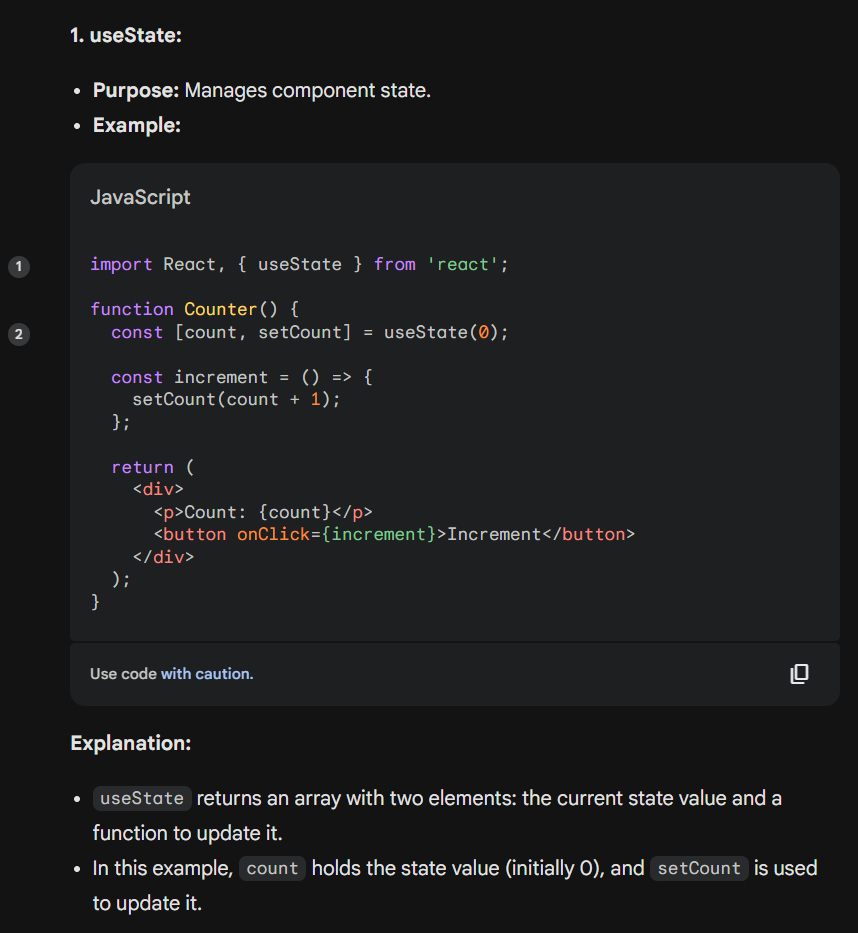 1. useState:
• Purpose: Manages component state.
• Example:
JavaScript
1
import React, { useState } from 'react';
function Counter() {
2
  const [count, setCount] = useState(0);
  const increment = () => {
    setCount(count + 1);
  };
  return (
    <div>
      <p>Count: {count}</p>
      <button onClick={increment}>Increment</button>
    </div>
  );
}
Use code with caution.
Explanation:
• useState returns an array with two elements: the current state value and a
function to update it.
• In this example, count holds the state value (initially 0), and setCount is used
to update it.